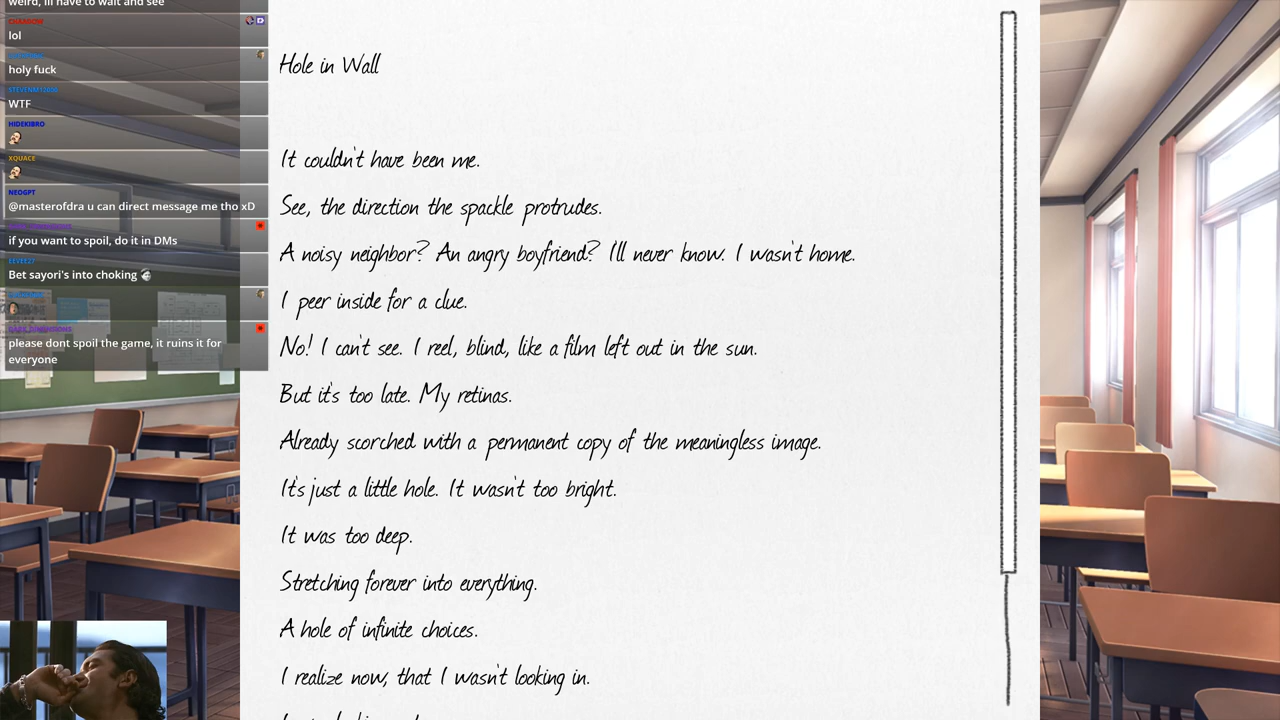 weird, ill have to wait and see
CHARROW
lol
holy fuck
STEVENM10600
WTF
HIDEKIBRO
XQUACE
NEOGPT
@masterofdra u can direct message me tho xD
if you want to spoil, do it in DMs
EEVEE27
Bet sayori's into choking
DARK_DIMENSIONS
please dont spoil the game, it ruins it for
everyone
Hole in Wall
It couldn't have been me.
See, the direction the spackle protrudes.
A noisy neighbor? An angry boyfriend? I'll never know. I wasn't home.
I peer inside for a clue.
No! I can't see. I reel, blind, like a film left out in the sun.
But it's too late. My retinas.
Already scorched with a permanent copy of the meaningless image.
It's just a little hole. It wasn't too bright.
It was too deep.
Stretching forever into everything.
A hole of infinite choices.
I realize now, that I wasn't looking in.